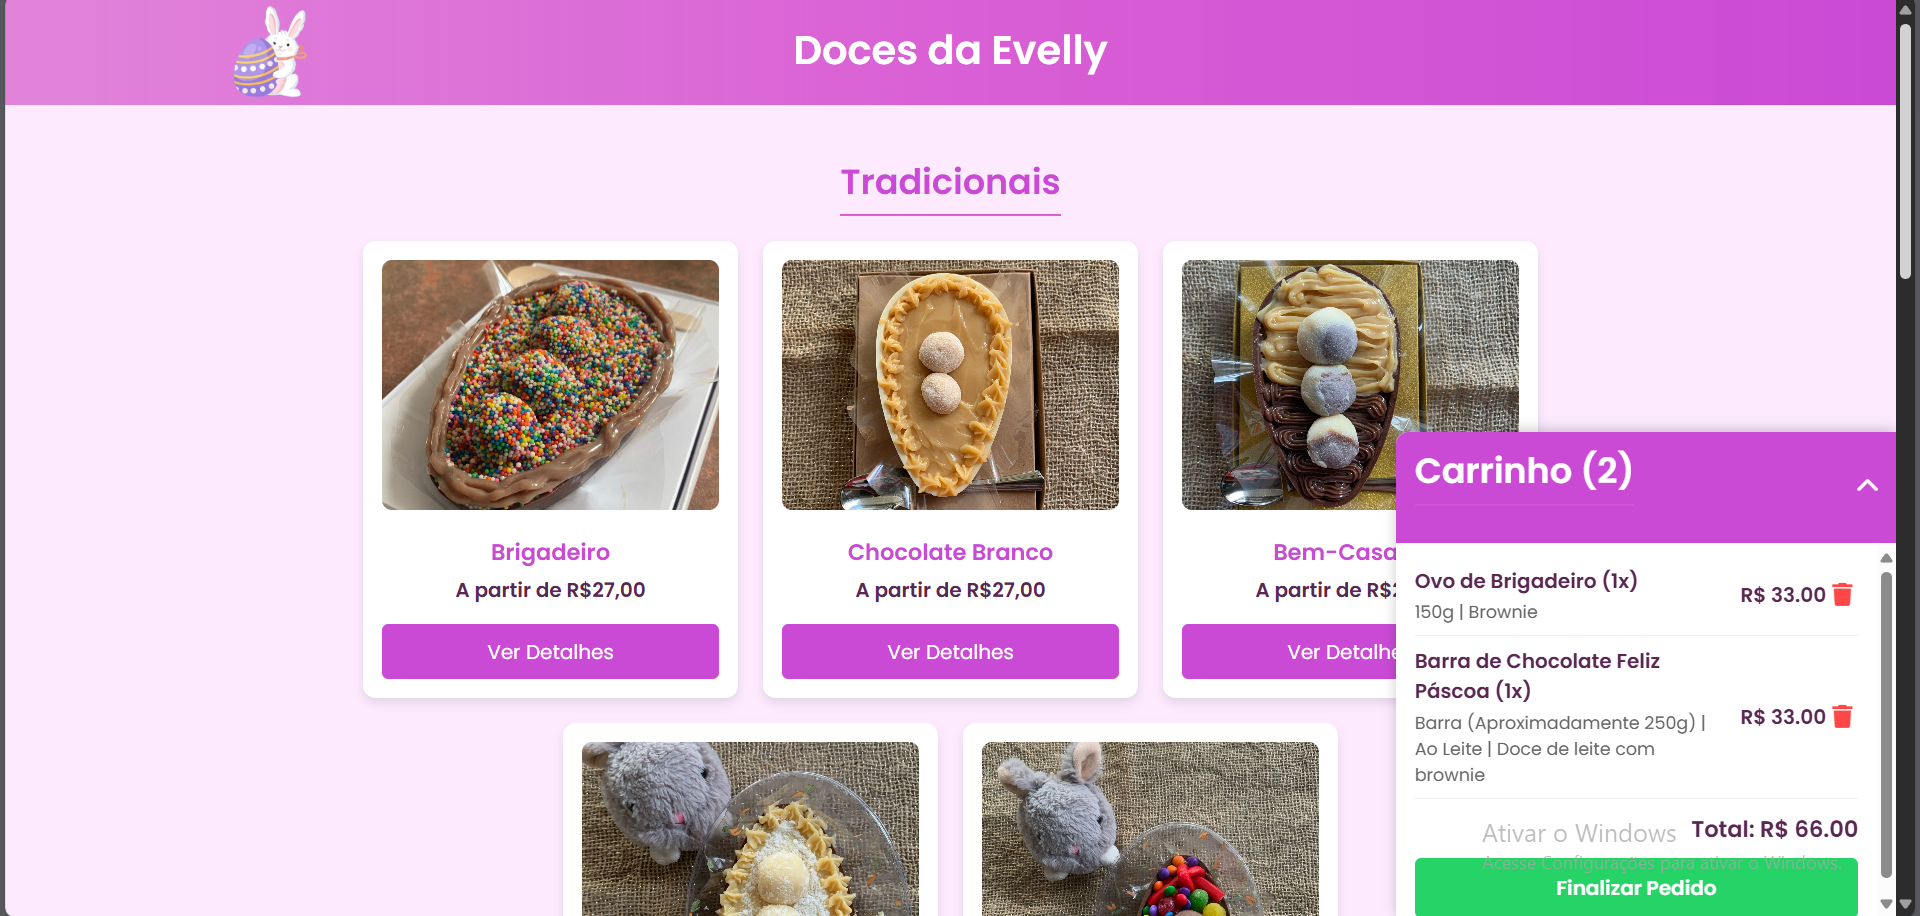 Doces da Evelly
Tradicionais
Brigadeiro
A partir de R$27,00
Ver Detalhes
Chocolate Branco
A partir de R$27,00
Ver Detalhes
Bem-Casa
A partir de R$2
Ver Detalhe
Carrinho (2)
Ovo de Brigadeiro (1x)
150g | Brownie
R$ 33.00
Barra de Chocolate Feliz
Páscoa (1x)
Barra (Aproximadamente 250g) |
Ao Leite | Doce de leite com
brownie
R$ 33.00
Total: R$ 66.00
Ativar o Windows
Acesse Configurações para ativar o Windows.
Finalizar Pedido